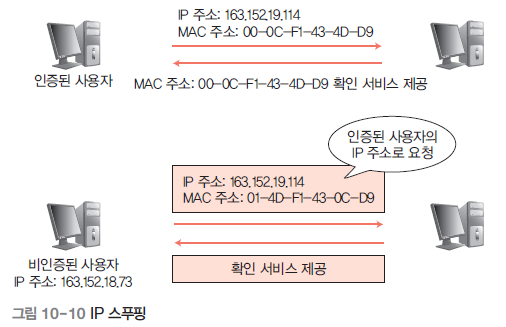 IP 주소: 163.152.19.114
MAC 주소: 00-0C-F1-43-4D-D9
인증된 사용자
MAC 주소: 00-0C-F1-43-4D-D9 확인 서비스 제공
인증된 사용자의
IP 주소로 요청
IP 주소: 163.152.19.114
MAC 주소: 01-4D-F1-43-0C-D9
비인증된 사용자
IP 주소: 163.152.18.73
확인 서비스 제공
그림 10-10 IP 스푸핑